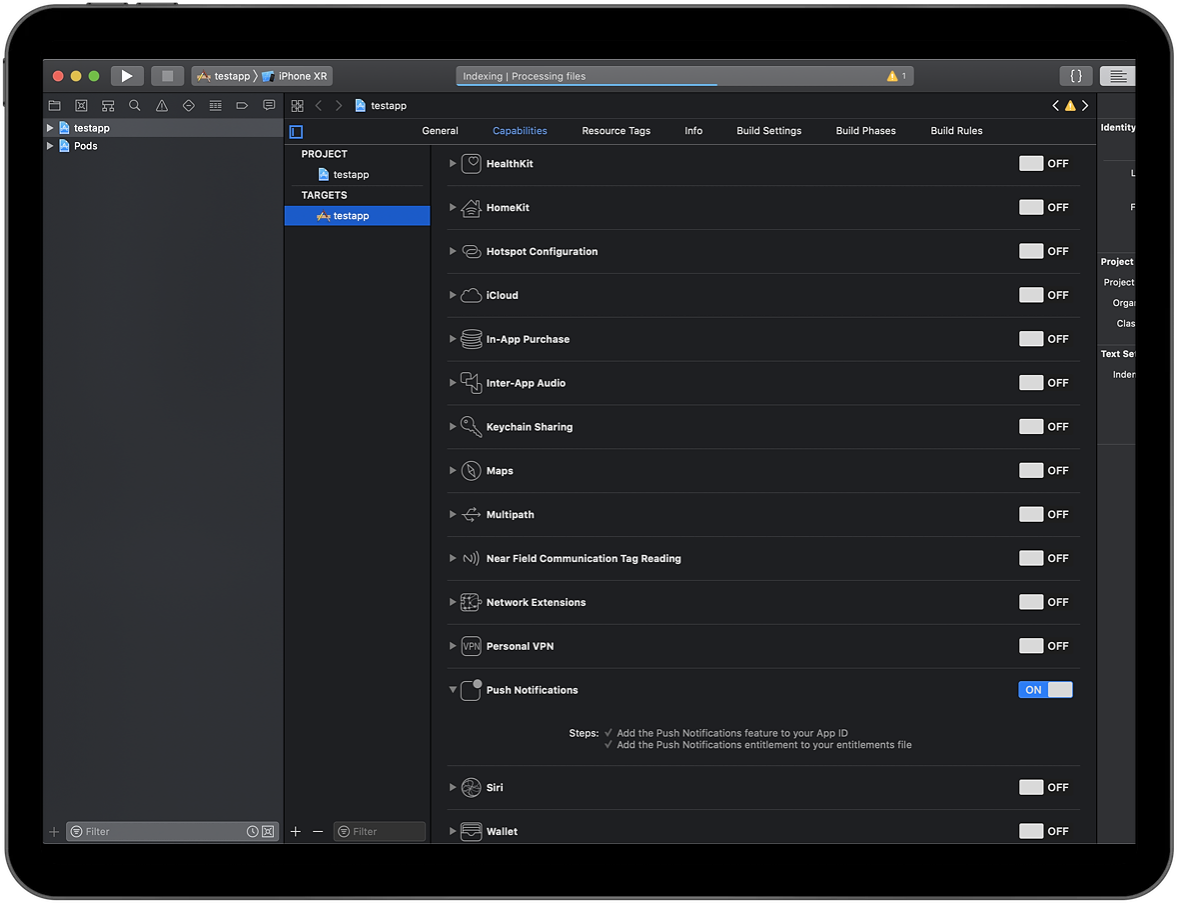 testapp iPhone XR
Indexing | Processing files
1
{}
testapp
testapp
Pods
General Capabilities Resource Tags Info Build Settings Build Phases Build Rules
PROJECT
testapp
TARGETS
testapp
HealthKit OFF
HomeKit OFF
Hotspot Configuration OFF
iCloud OFF
In-App Purchase OFF
Inter-App Audio OFF
Keychain Sharing OFF
Maps OFF
Multipath OFF
Near Field Communication Tag Reading OFF
Network Extensions OFF
VPN Personal VPN OFF
Push Notifications ON
Steps: ✓ Add the Push Notifications feature to your App ID
✓ Add the Push Notifications entitlement to your entitlements file
Siri OFF
Wallet OFF
Filter
Filter
Identity
L
F
Project
Project
Orga
Clas
Text Se
Inden